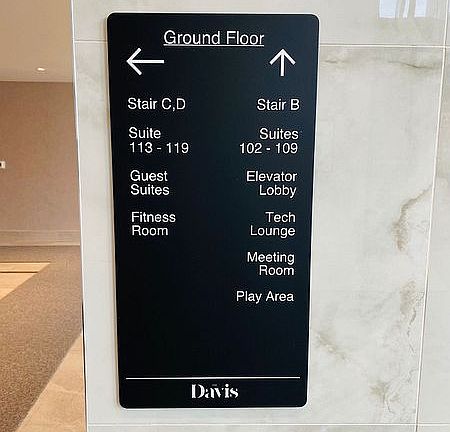 Ground Floor
Stair C,D
Suite
113 - 119
Guest
Suites
Fitness
Room
Stair B
Suites
102 - 109
Elevator
Lobby
Tech
Lounge
Meeting
Room
Play Area
Davis